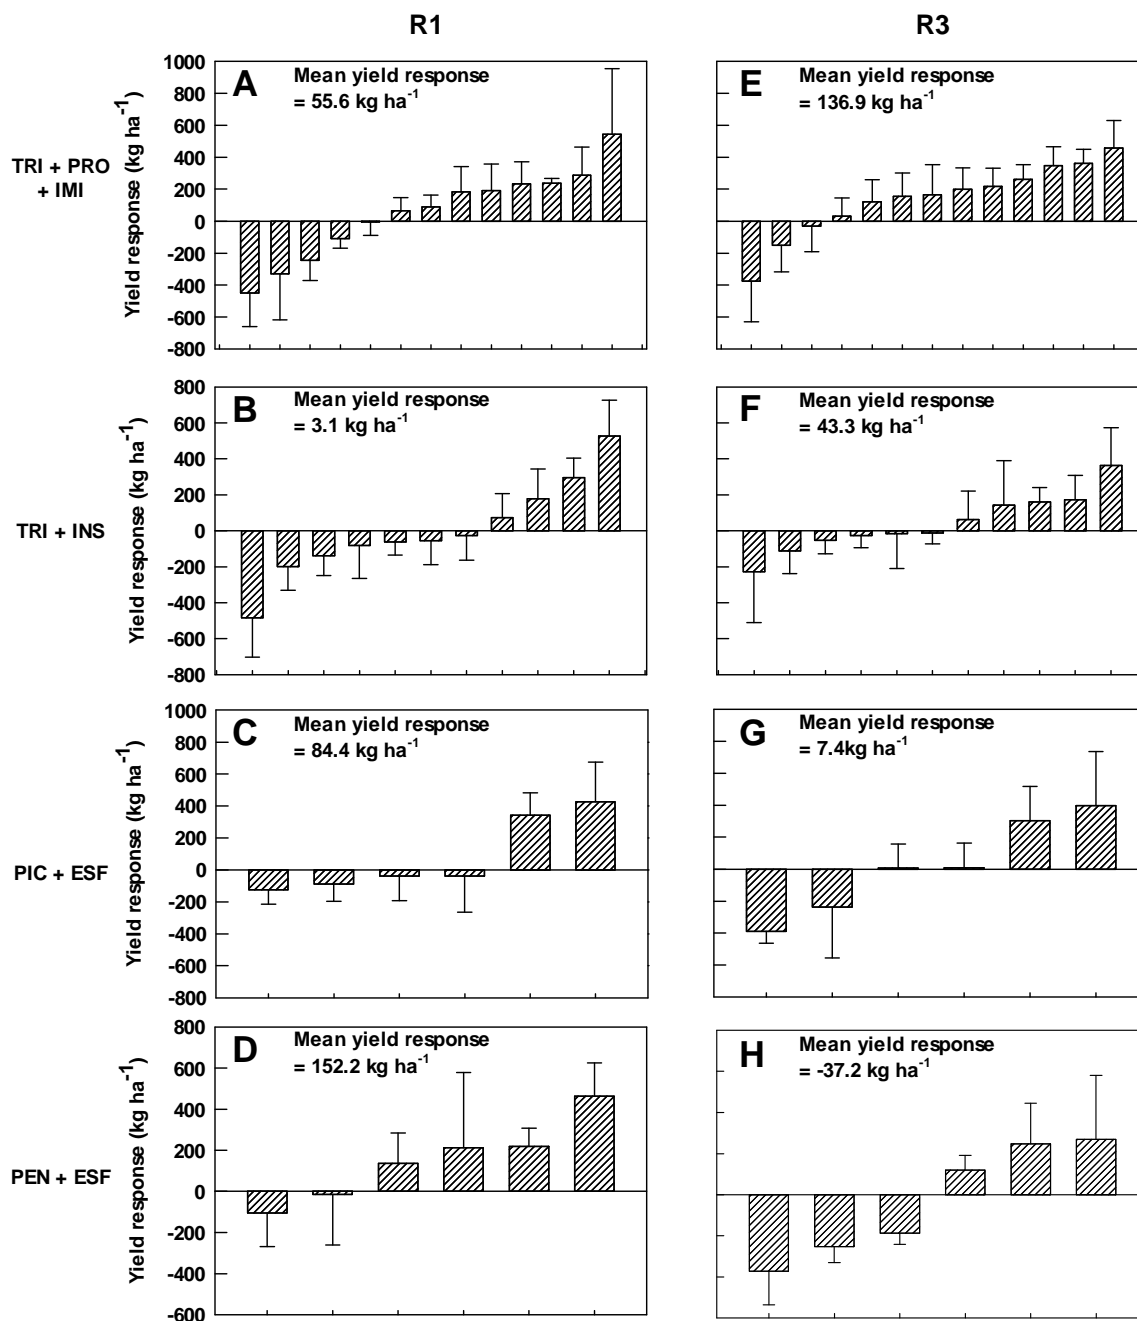 R1
R3
TRI + PRO
+ IMI
Yield response (kg ha⁻¹)
1000
800
600
400
200
0
-200
-400
-600
-800
A
Mean yield response
= 55.6 kg ha⁻¹
E
Mean yield response
= 136.9 kg ha⁻¹
TRI + INS
Yield response (kg ha⁻¹)
800
600
400
200
0
-200
-400
-600
-800
B
Mean yield response
= 3.1 kg ha⁻¹
F
Mean yield response
= 43.3 kg ha⁻¹
PIC + ESF
Yield response (kg ha⁻¹)
1000
800
600
400
200
0
-200
-400
-600
-800
C
Mean yield response
= 84.4 kg ha⁻¹
G
Mean yield response
= 7.4kg ha⁻¹
PEN + ESF
Yield response (kg ha⁻¹)
800
600
400
200
0
-200
-400
-600
D
Mean yield response
= 152.2 kg ha⁻¹
H
Mean yield response
= -37.2 kg ha⁻¹